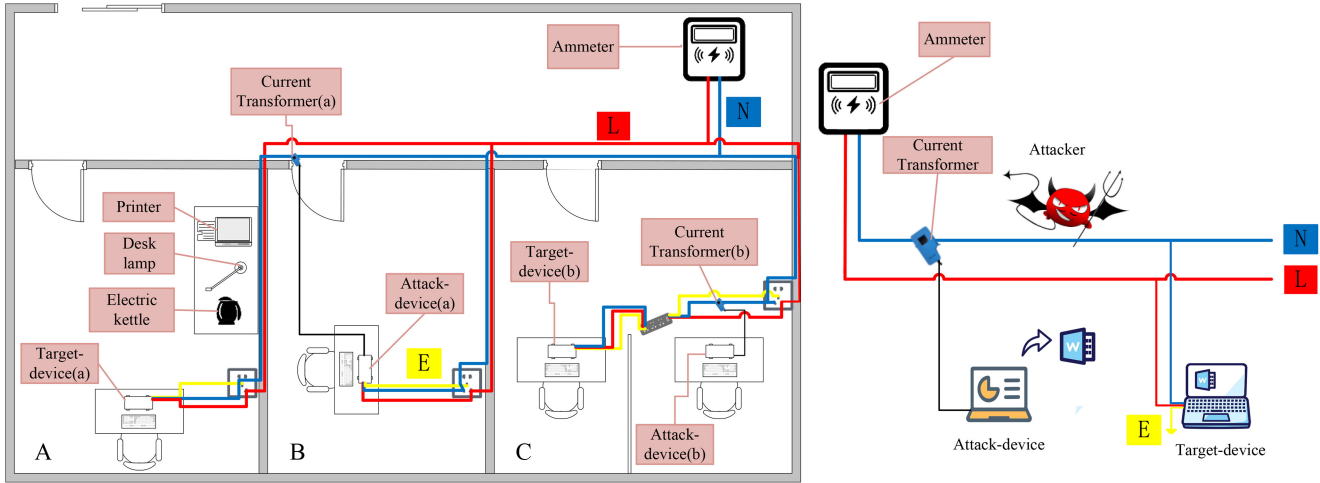 Ammeter
Current
Transformer(a)
N
L
Printer
Desk
lamp
Electric
kettle
Target-
device(a)
Attack-
device(a)
E
Target-
device(b)
Current
Transformer(b)
Attack-
device(b)
A
B
C
Ammeter
Current
Transformer
Attacker
N
L
W
W
E
Attack-device
Target-device